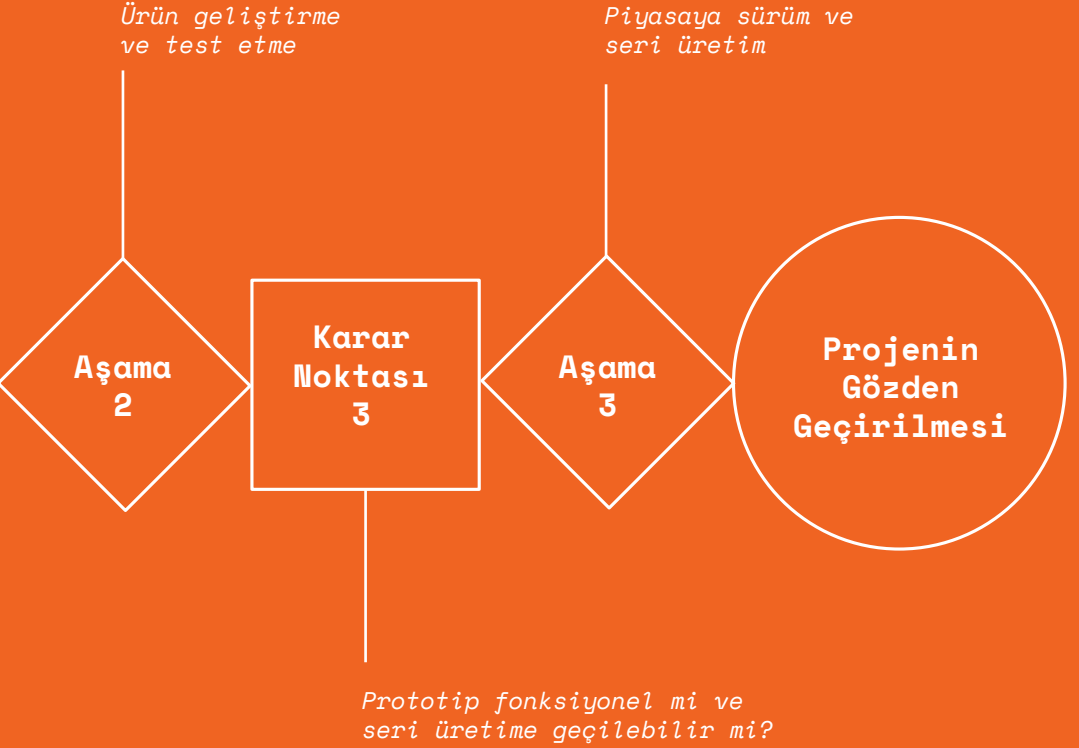 Ürün geliştirme
ve test etme
Piyasaya sürüm ve
seri üretim
Aşama
2
Karar
Noktası
3
Aşama
3
Projenin
Gözden
Geçirilmesi
Prototip fonksiyonel mi ve
seri üretime geçilebilir mi?